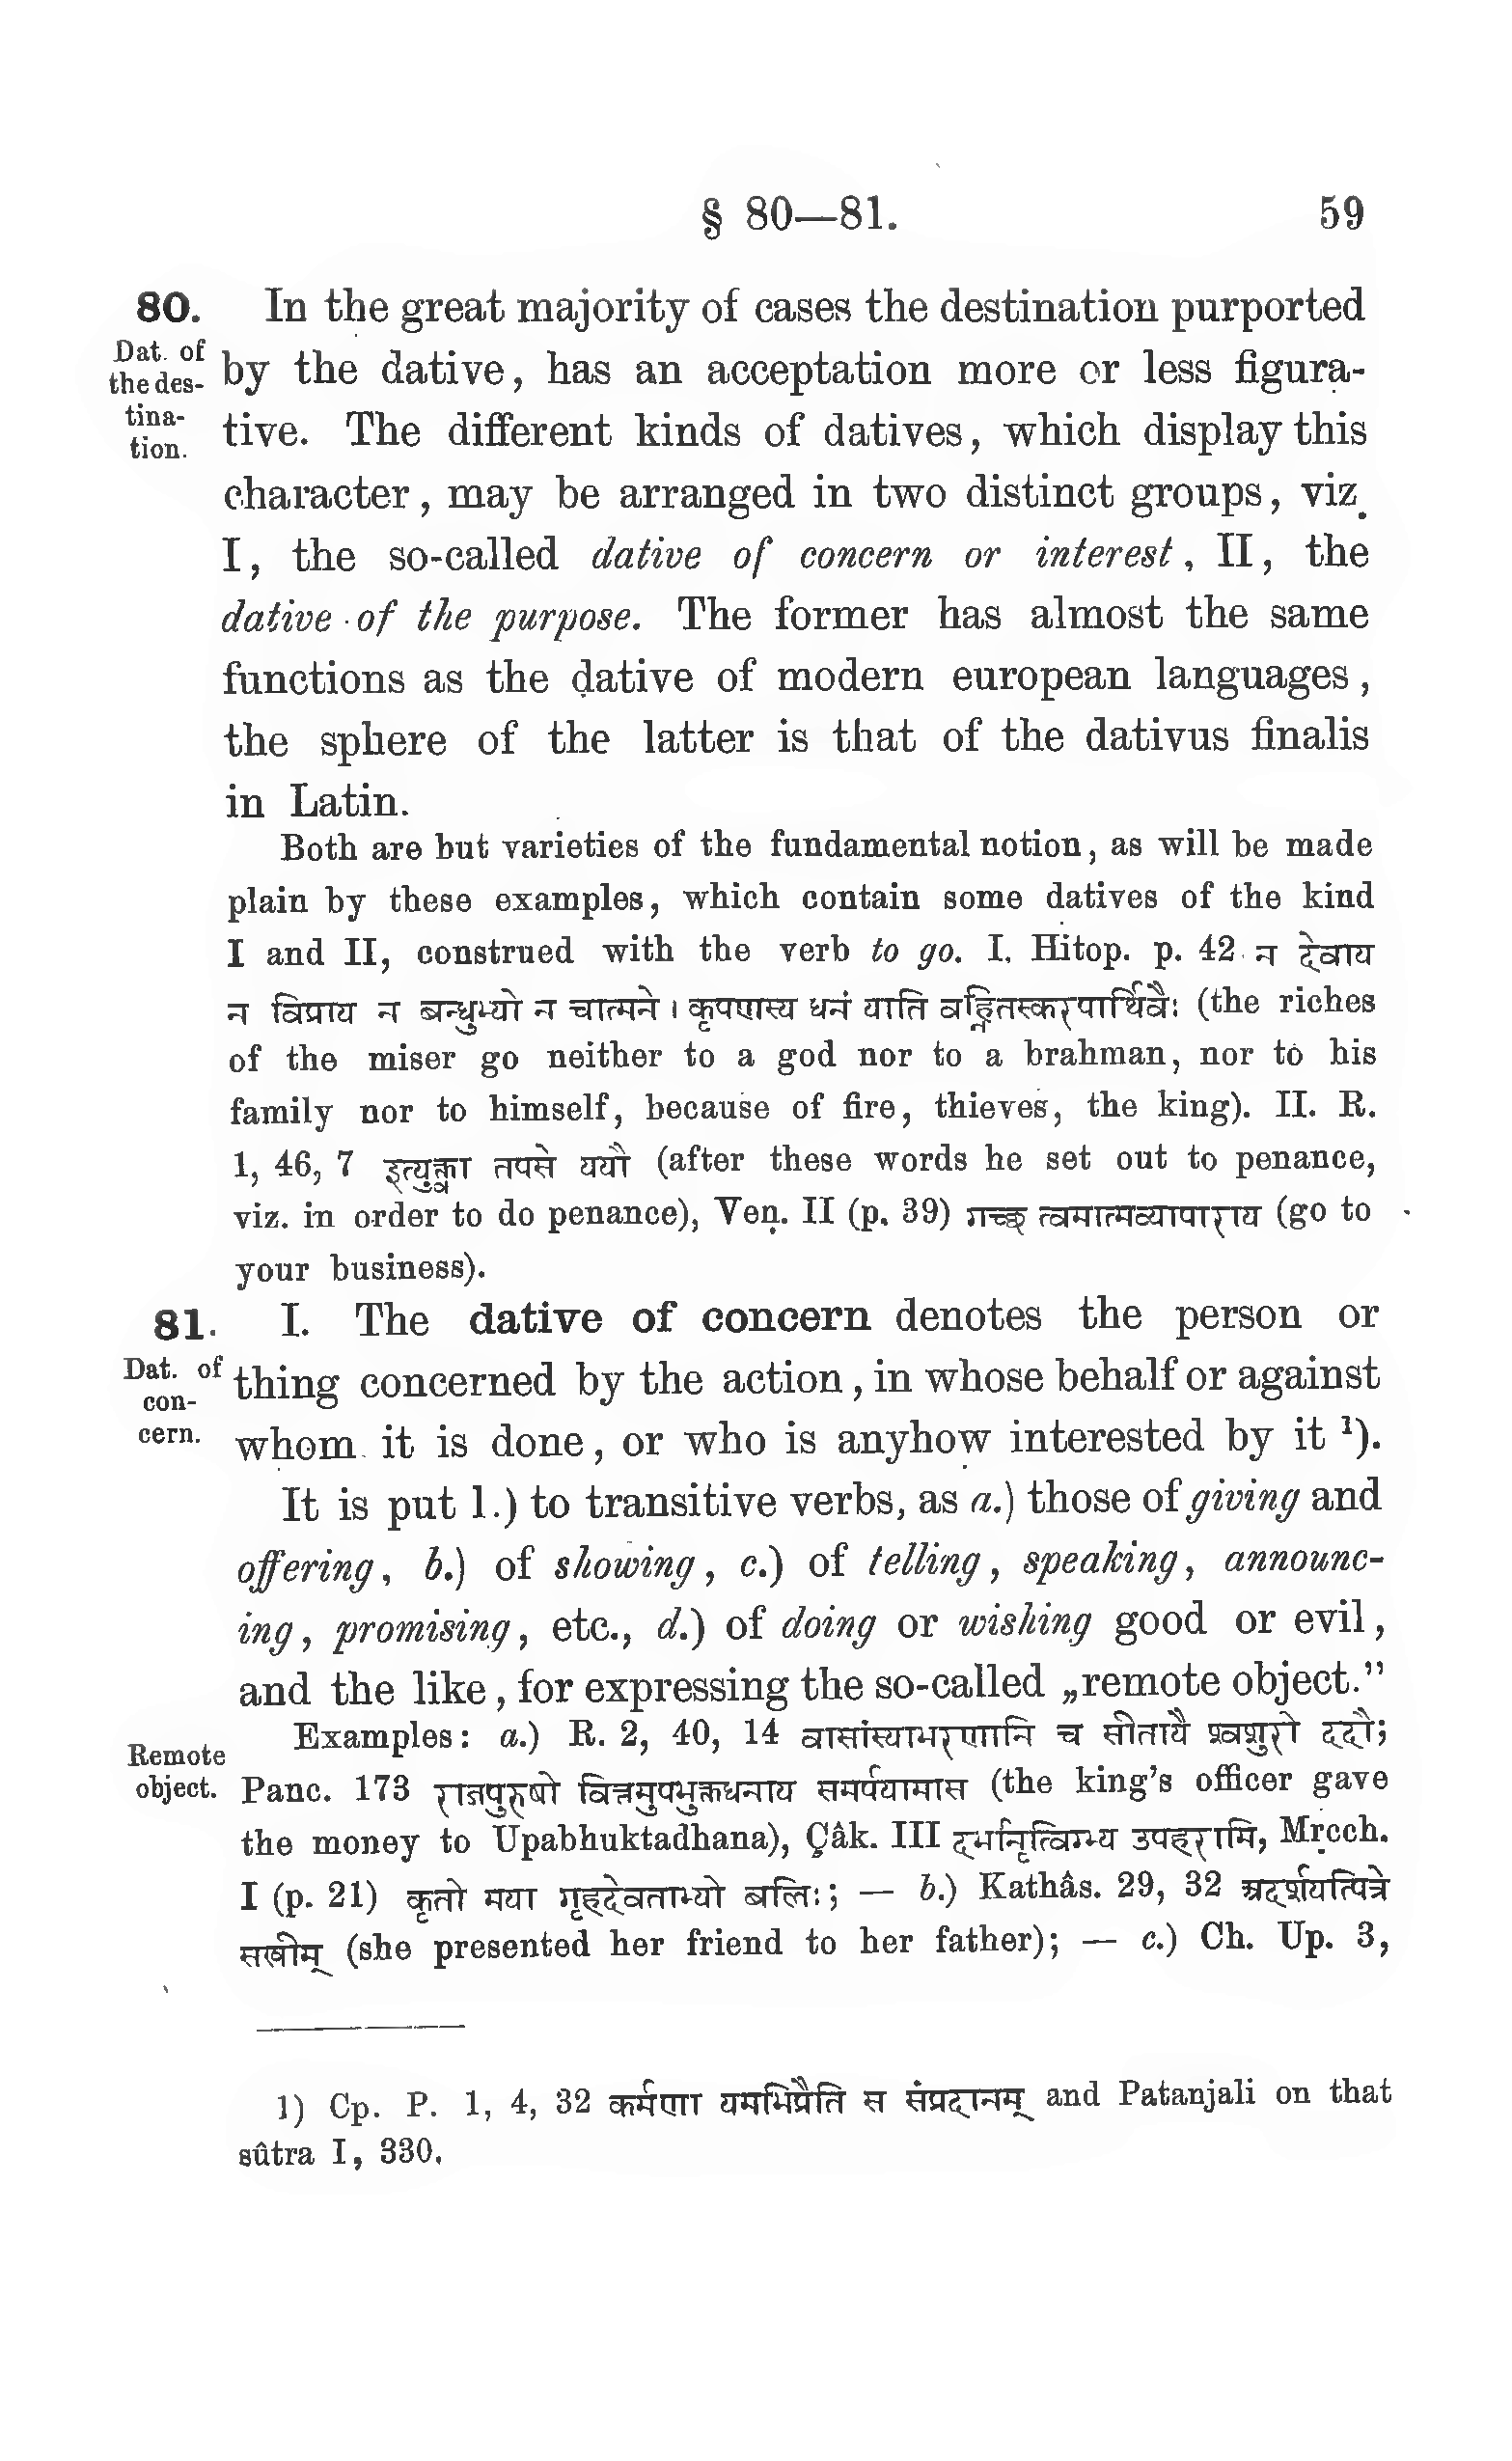 § 80—81. 59
80. In the great majority of cases the destination purported
Dat. of
the des-
tina-
tion.
by the dative, has an acceptation more or less figura-
tive. The different kinds of datives, which display this
character, may be arranged in two distinct groups, viz.
I, the so-called dative of concern or interest, II, the
dative of the purpose. The former has almost the same
functions as the dative of modern european languages,
the sphere of the latter is that of the dativus finalis
in Latin.
Both are but varieties of the fundamental notion, as will be made
plain by these examples, which contain some datives of the kind
I and II, construed with the verb to go. I. Hitop. p. 42 न देवाय
न विप्राय न बन्धुभ्यो न चात्मने । कृपणस्य धनं याति वह्नितस्करपार्थिवैः (the riches
of the miser go neither to a god nor to a brahman, nor to his
family nor to himself, because of fire, thieves, the king). II. R.
1, 46, 7 इत्युक्त्वा तपसे ययौ (after these words he set out to penance,
viz. in order to do penance), Veṇ. II (p. 39) गच्छ त्वमात्मव्यापाराय (go to
your business).
81. I. The dative of concern denotes the person or
Dat. of
con-
cern.
thing concerned by the action, in whose behalf or against
whom it is done, or who is anyhow interested by it ¹).
It is put 1.) to transitive verbs, as a.) those of giving and
offering, b.) of showing, c.) of telling, speaking, announc-
ing, promising, etc., d.) of doing or wishing good or evil,
and the like, for expressing the so-called „remote object.”
Remote
object.
Examples: a.) R. 2, 40, 14 वासांस्याभरणानि च सीतायै श्वशुरो ददौ;
Panc. 173 राजपुरुषो वित्तमुपभुक्तधनाय समर्पयामास (the king's officer gave
the money to Upabhuktadhana), Çâk. III दर्भानृत्विग्भ्य उपहरामि, Mṛcch.
I (p. 21) कृतो मया गृहदेवताभ्यो बलिः; — b.) Kathâs. 29, 32 अदर्शयत्पित्रे
सखीम् (she presented her friend to her father); — c.) Ch. Up. 3,
1) Cp. P. 1, 4, 32 कर्मणा यमभिप्रैति स संप्रदानम् and Patanjali on that
sûtra I, 330.